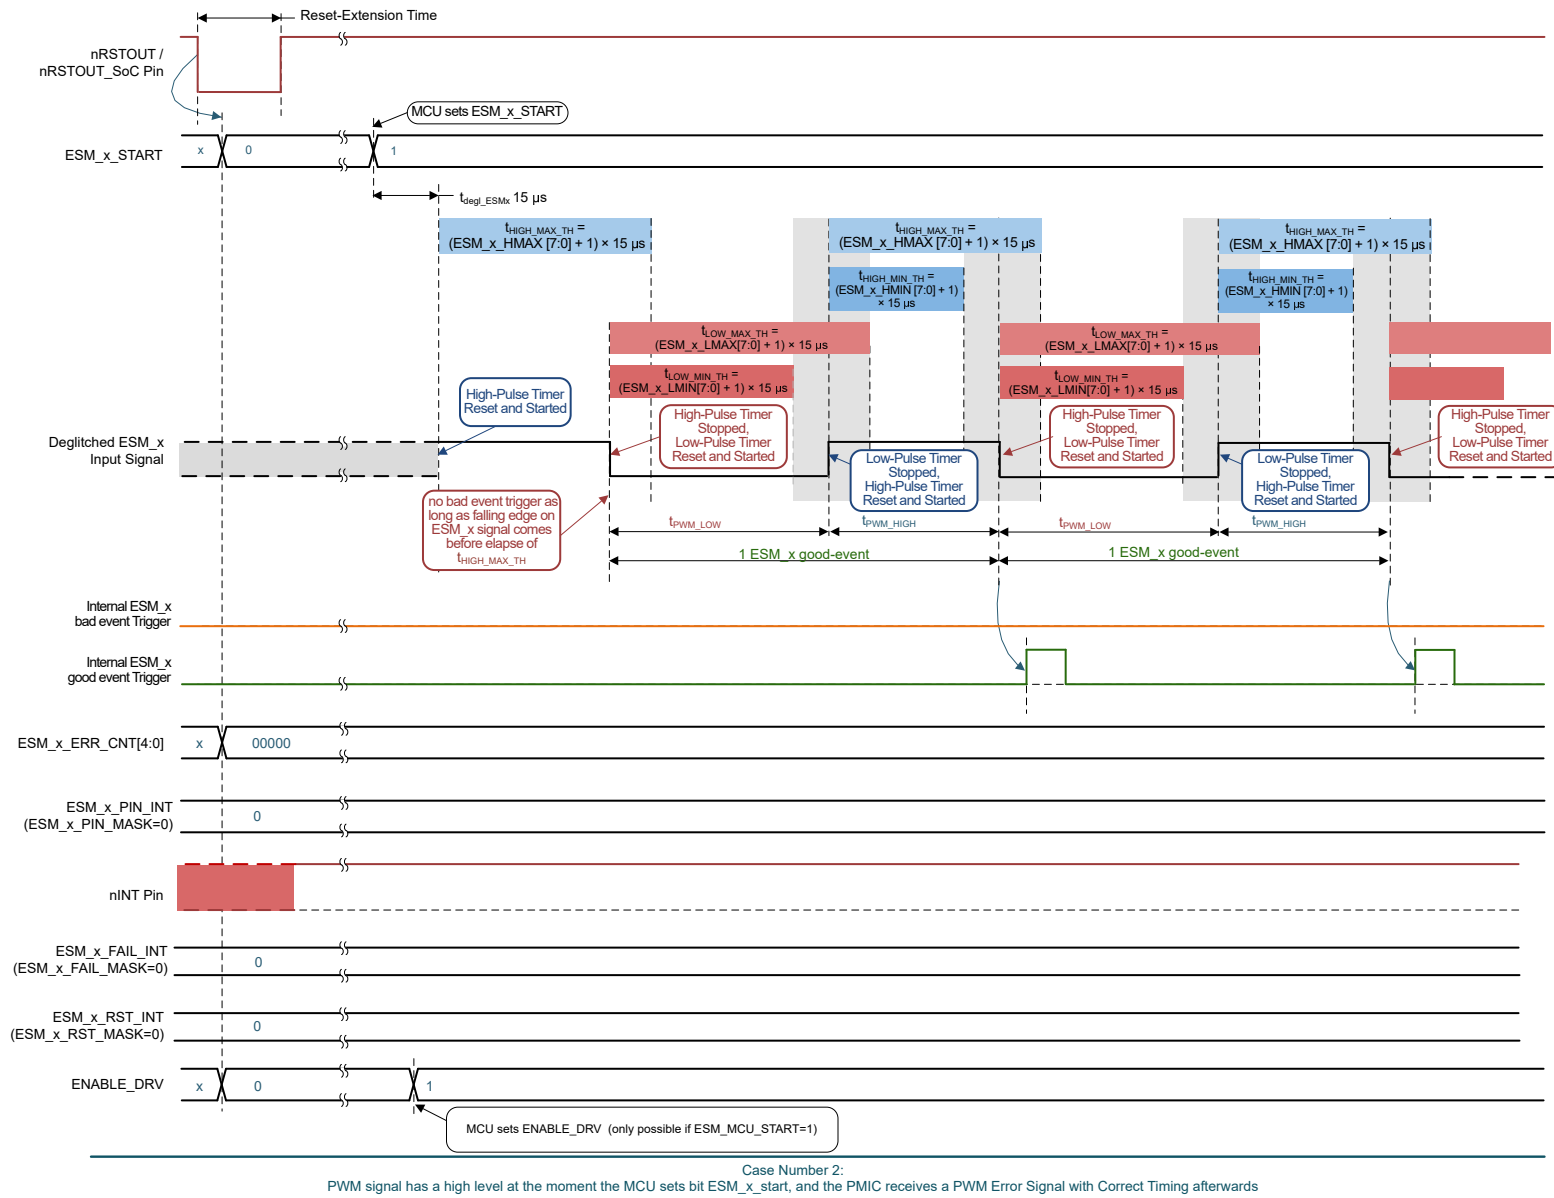 Reset-Extension Time
nRSTOUT /
nRSTOUT_SoC Pin
MCU sets ESM_x_START
ESM_x_START
x
0
1
tdegl_ESMx 15 µs
tHIGH_MAX_TH =
(ESM_x_HMAX [7:0] + 1) × 15 µs
tHIGH_MAX_TH =
(ESM_x_HMAX [7:0] + 1) × 15 µs
tHIGH_MAX_TH =
(ESM_x_HMAX [7:0] + 1) × 15 µs
tHIGH_MIN_TH =
(ESM_x_HMIN [7:0] + 1)
× 15 µs
tHIGH_MIN_TH =
(ESM_x_HMIN [7:0] + 1)
× 15 µs
tLOW_MAX_TH =
(ESM_x_LMAX[7:0] + 1) × 15 µs
tLOW_MAX_TH =
(ESM_x_LMAX[7:0] + 1) × 15 µs
tLOW_MIN_TH =
(ESM_x_LMIN[7:0] + 1) × 15 µs
tLOW_MIN_TH =
(ESM_x_LMIN[7:0] + 1) × 15 µs
High-Pulse Timer
Reset and Started
High-Pulse Timer
Stopped,
Low-Pulse Timer
Reset and Started
High-Pulse Timer
Stopped,
Low-Pulse Timer
Reset and Started
High-Pulse Timer
Stopped,
Low-Pulse Timer
Reset and Started
Deglitched ESM_x
Input Signal
Low-Pulse Timer
Stopped,
High-Pulse Timer
Reset and Started
Low-Pulse Timer
Stopped,
High-Pulse Timer
Reset and Started
no bad event trigger as
long as falling edge on
ESM_x signal comes
before elapse of
tHIGH_MAX_TH
tPWM_LOW
tPWM_HIGH
tPWM_LOW
tPWM_HIGH
1 ESM_x good-event
1 ESM_x good-event
Internal ESM_x
bad event Trigger
Internal ESM_x
good event Trigger
ESM_x_ERR_CNT[4:0]
x
00000
ESM_x_PIN_INT
(ESM_x_PIN_MASK=0)
0
nINT Pin
ESM_x_FAIL_INT
(ESM_x_FAIL_MASK=0)
0
ESM_x_RST_INT
(ESM_x_RST_MASK=0)
0
ENABLE_DRV
x
0
1
MCU sets ENABLE_DRV (only possible if ESM_MCU_START=1)
Case Number 2:
PWM signal has a high level at the moment the MCU sets bit ESM_x_start, and the PMIC receives a PWM Error Signal with Correct Timing afterwards